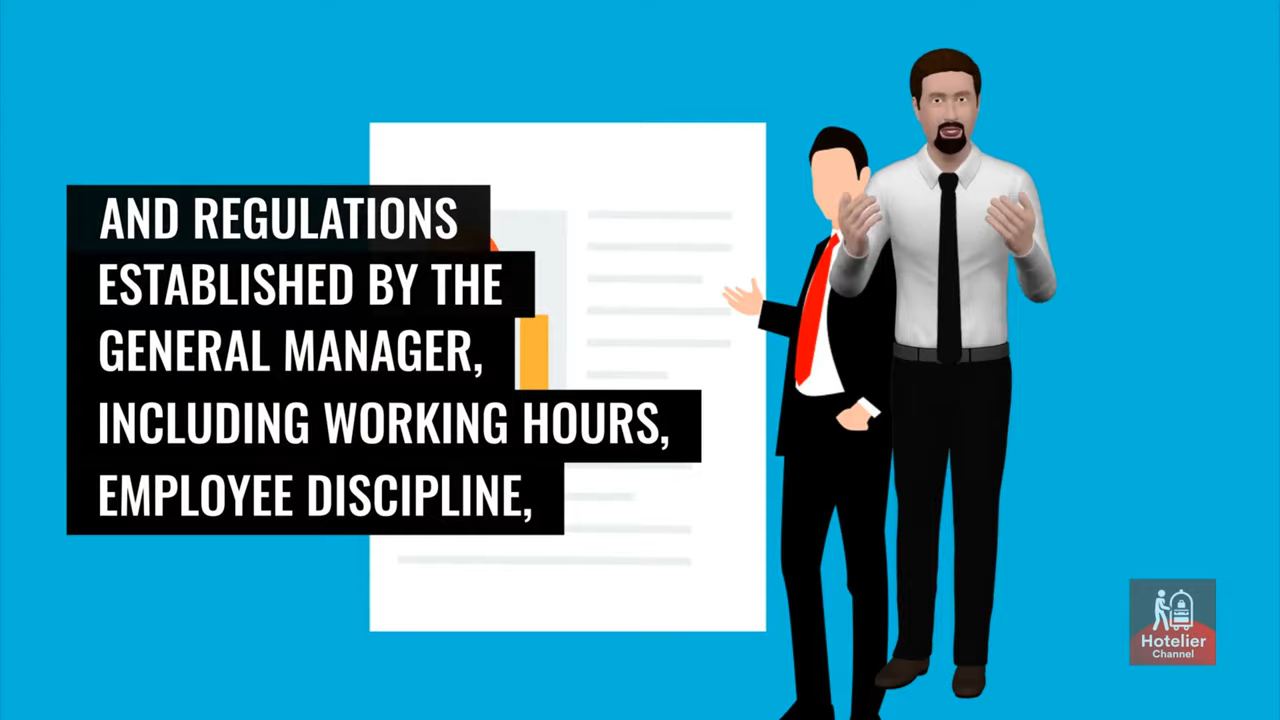 AND REGULATIONS
ESTABLISHED BY THE
GENERAL MANAGER,
INCLUDING WORKING HOURS,
EMPLOYEE DISCIPLINE,
Hotelier
Channel